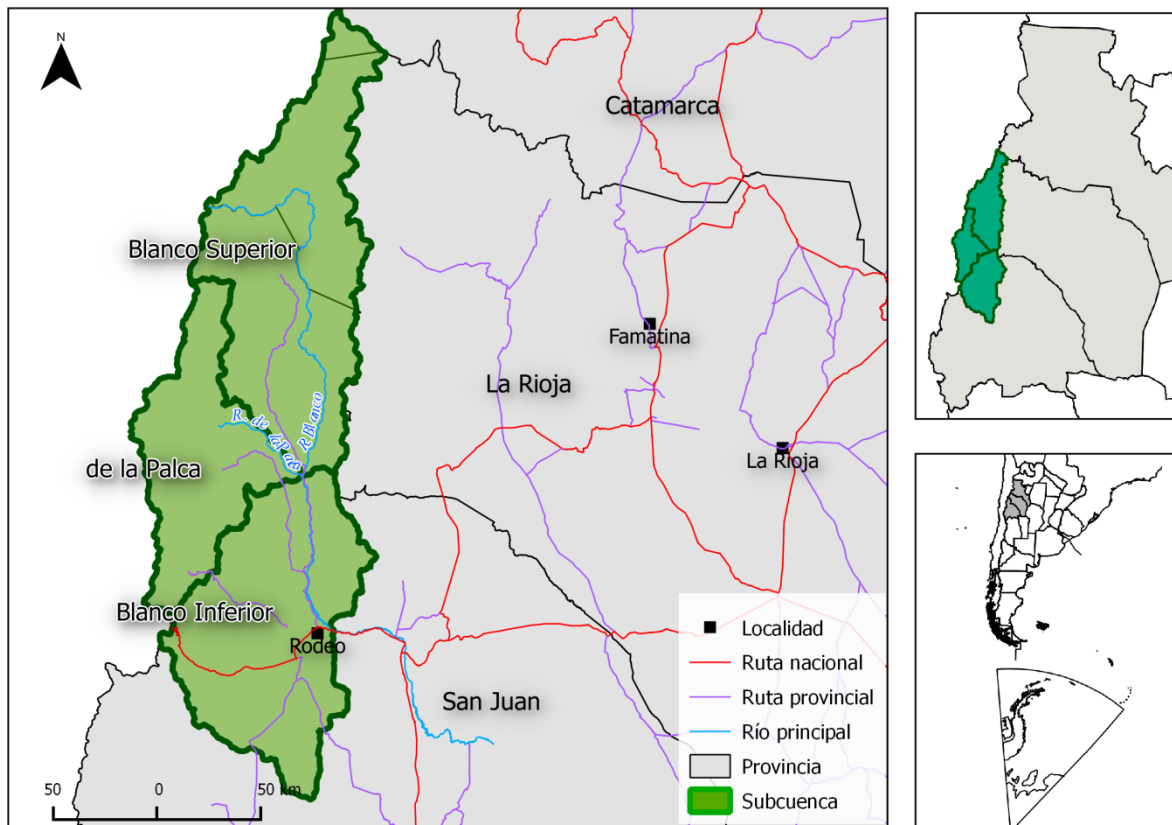 N
Catamarca
Blanco Superior
Famatina
La Rioja
R. Blanco
R. de la Palca
La Rioja
de la Palca
Blanco Inferior
Rodeo
San Juan
Localidad
Ruta nacional
Ruta provincial
Río principal
Provincia
Subcuenca
50 0 50 km